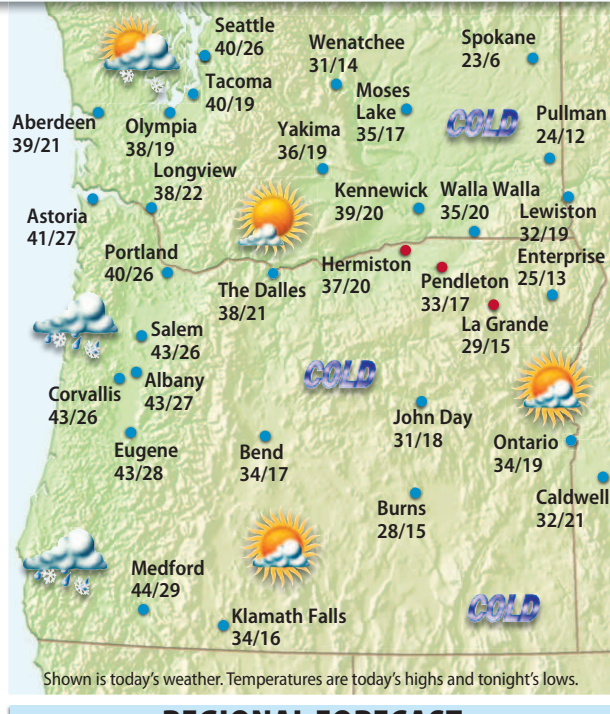 Seattle
40/26
Wenatchee
31/14
Spokane
23/6
Tacoma
40/19
Moses
Lake
35/17
COLD
Pullman
24/12
Aberdeen
39/21
Olympia
38/19
Yakima
36/19
Longview
38/22
Kennewick
39/20
Walla Walla
35/20
Lewiston
32/19
Astoria
41/27
Portland
40/26
The Dalles
38/21
Hermiston
37/20
Pendleton
33/17
Enterprise
25/13
La Grande
29/15
Salem
43/26
COLD
Corvallis
43/26
Albany
43/27
John Day
31/18
Eugene
43/28
Bend
34/17
Ontario
34/19
Burns
28/15
Caldwell
32/21
Medford
44/29
Klamath Falls
34/16
COLD
Shown is today's weather. Temperatures are today's highs and tonight's lows.
REGIONAL FORECAST